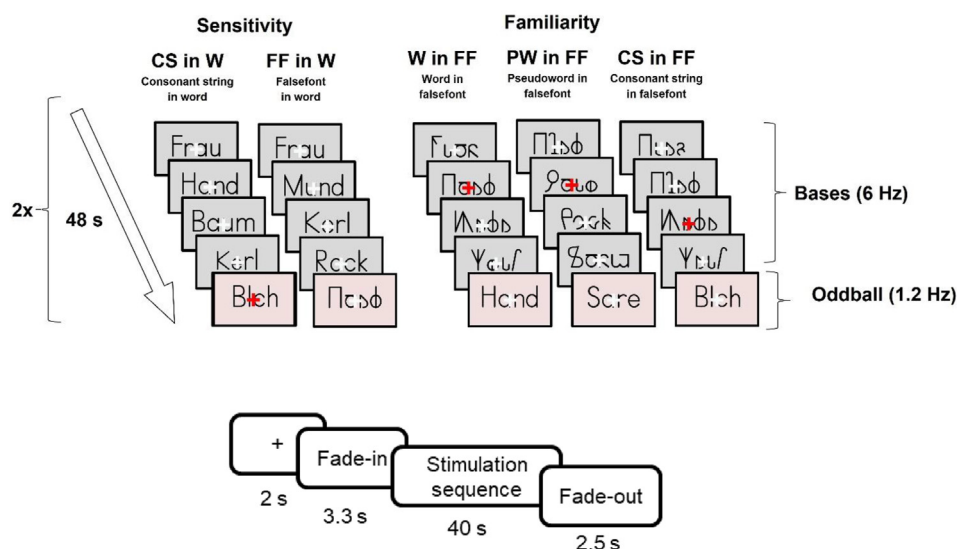 Sensitivity
Familiarity
CS in W
Consonant string
in word
FF in W
Falsefont
in word
W in FF
Word in
falsefont
PW in FF
Pseudoword in
falsefont
CS in FF
Consonant string
in falsefont
2x
48 s
Frau
Hand
Baum
Kerl
Blch
Frau
Mund
Korl
Rock
Hand
Sare
Blch
Bases (6 Hz)
Oddball (1.2 Hz)
+
2 s
Fade-in
3.3 s
Stimulation
sequence
40 s
Fade-out
2.5 s